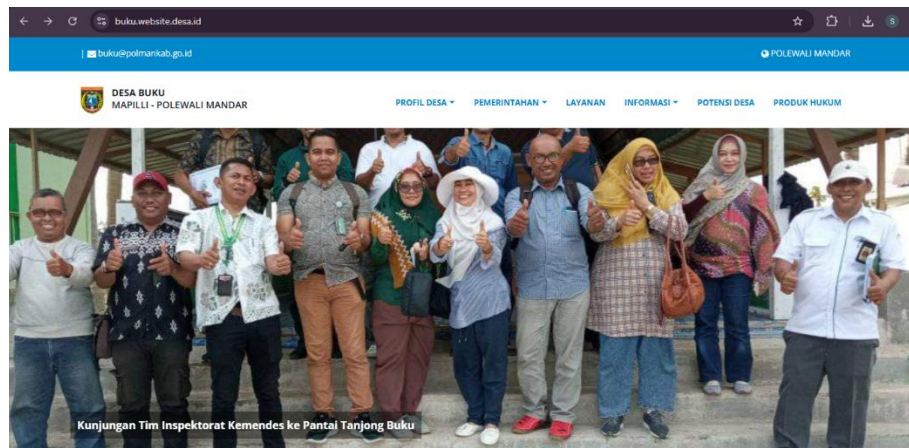 buku.website.desa.id
S
| buku@polmankab.go.id
POLEWALI MANDAR
DESA BUKU
MAPILLI - POLEWALI MANDAR
PROFIL DESA
PEMERINTAHAN
LAYANAN
INFORMASI
POTENSI DESA
PRODUK HUKUM
Kunjungan Tim Inspektorat Kemendes ke Pantai Tanjong Buku